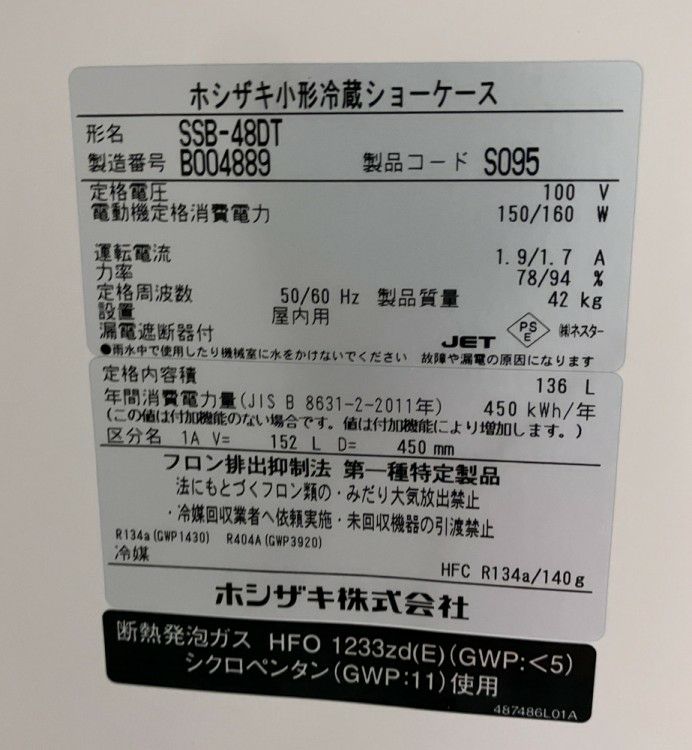 ホシザキ小形冷蔵ショーケース
形名 SSB-48DT
製造番号 B004889 製品コード S095
定格電圧 100 V
電動機定格消費電力 150/160 W
運転電流 1.9/1.7 A
力率 78/94 %
定格周波数 50/60 Hz 製品質量 42 kg
設置 屋内用
漏電遮断器付 JET PS E ㈱ネスター
●雨水中で使用したり機械室に水をかけないでください 故障や漏電の原因になります
定格内容積 136 L
年間消費電力量(JIS B 8631-2-2011年) 450 kWh/年
(この値は付加機能のない場合です。値は付加機能により増加します。)
区分名 1A V= 152 L D= 450 mm
フロン排出抑制法 第一種特定製品
法にもとづくフロン類の・みだり大気放出禁止
・冷媒回収業者へ依頼実施・未回収機器の引渡禁止
R134a(GWP1430) R404A(GWP3920)
冷媒 HFC R134a/140g
ホシザキ株式会社
断熱発泡ガス HFO 1233zd(E)(GWP:<5)
シクロペンタン(GWP:11)使用
487486L01A